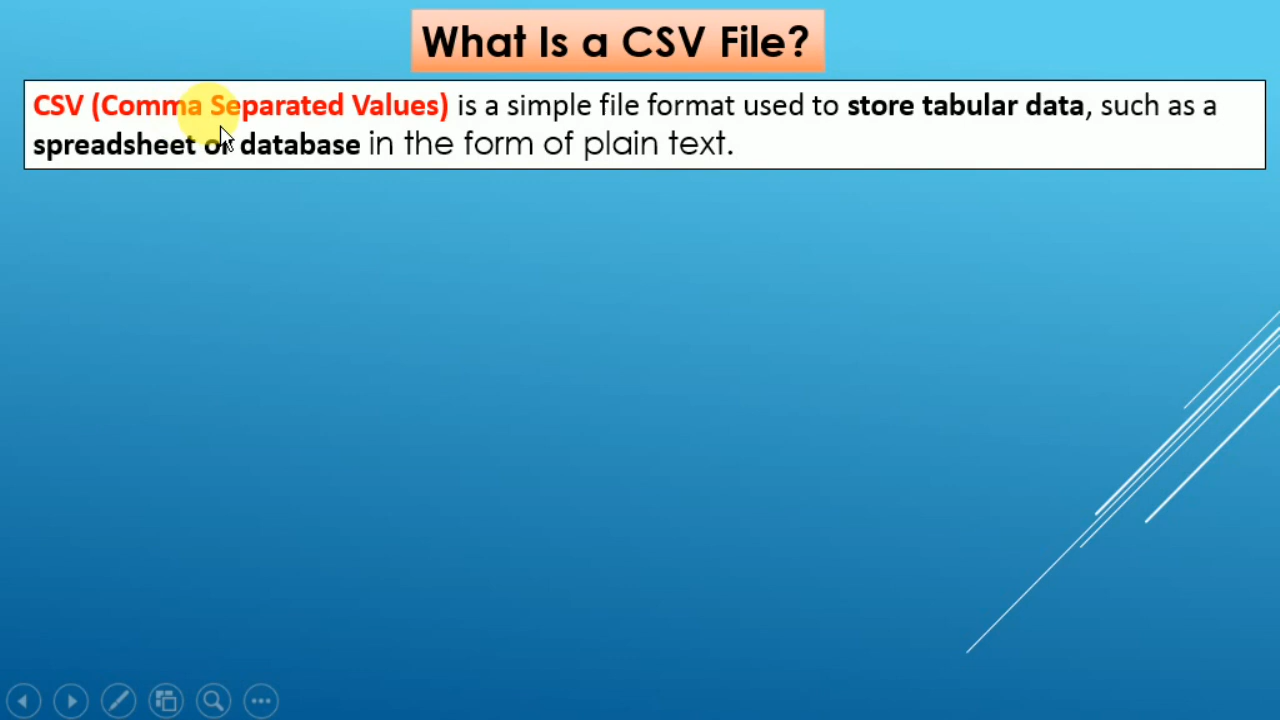 What Is a CSV File?
CSV (Comma Separated Values) is a simple file format used to store tabular data, such as a
spreadsheet or database in the form of plain text.